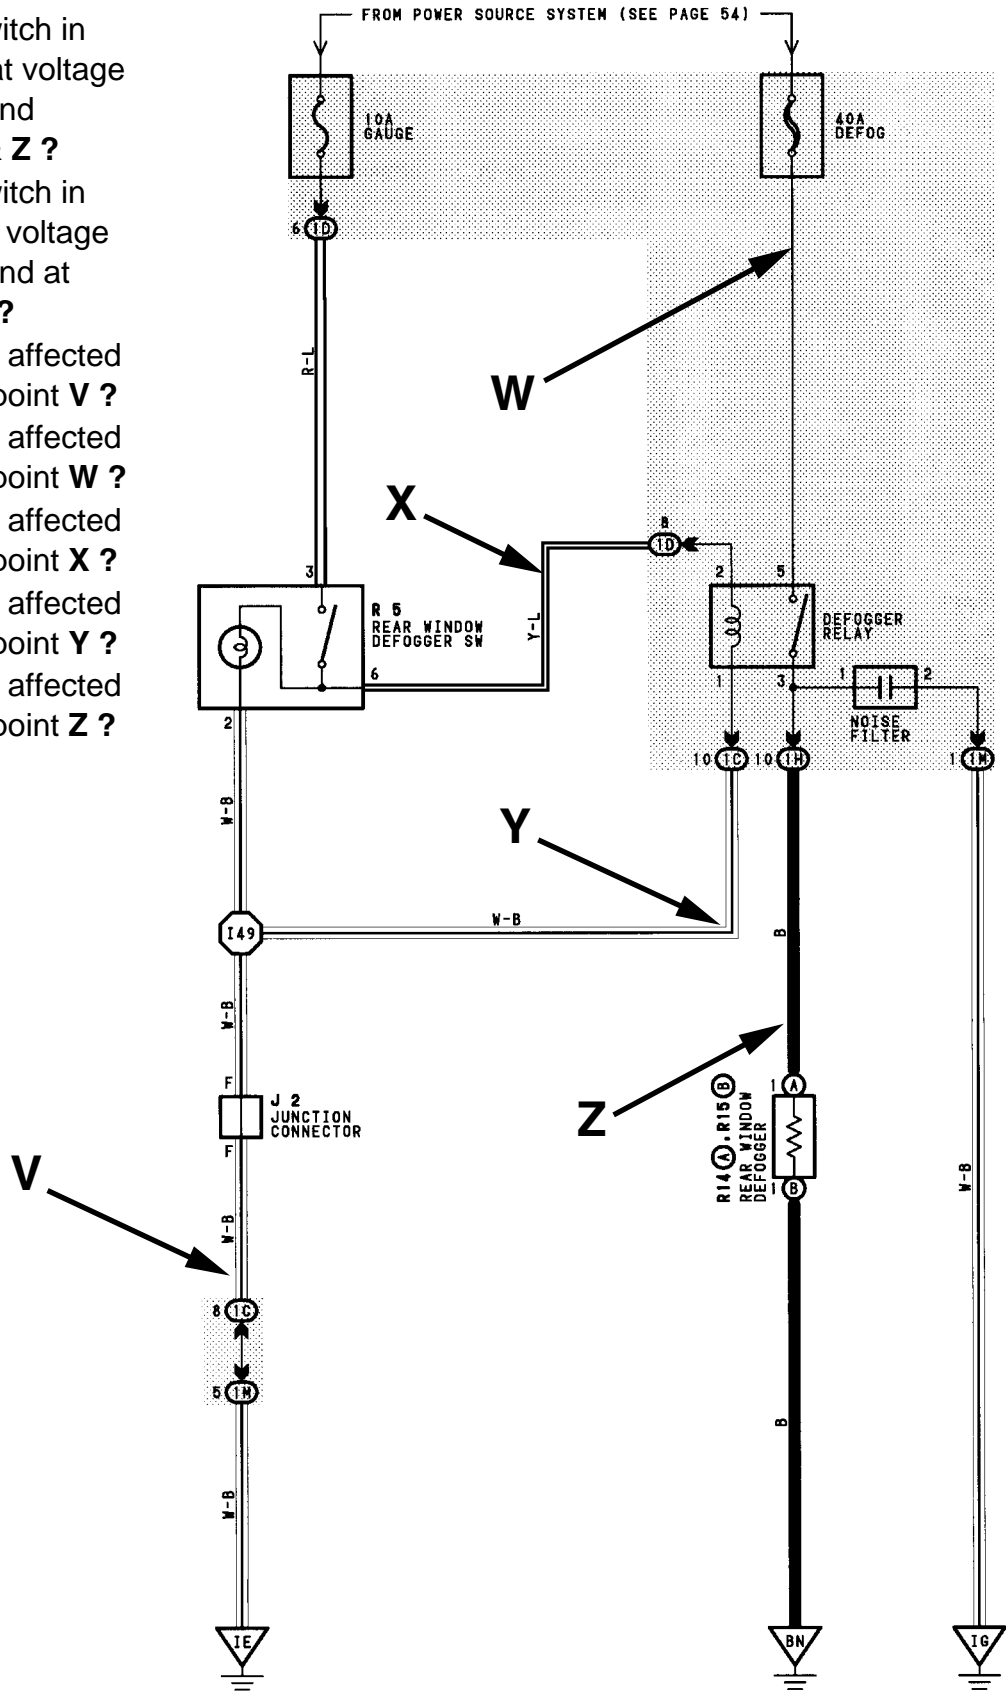 FROM POWER SOURCE SYSTEM (SEE PAGE 54)
witch in
at voltage
nd
Z ?
witch in
voltage
nd at
?
affected
point V ?
affected
point W ?
affected
point X ?
affected
point Y ?
affected
point Z ?
10A
GAUGE
40A
DEFOG
6 1D
R-L
W
X
8
1D
3
2 5
R 5
REAR WINDOW
DEFOGGER SW
Y-L
DEFOGGER
RELAY
6
1 3
1 2
NOISE
FILTER
2
10 1C 10 1H 1 1M
W-B
Y
I49
W-B
B
W-B
Z
F
J 2
JUNCTION
CONNECTOR
F
1 A
R14 A, R15 B
REAR WINDOW
DEFOGGER
1 B
V
W-B
W-B
8 1C
5 1M
B
W-B
IE
BN
IG